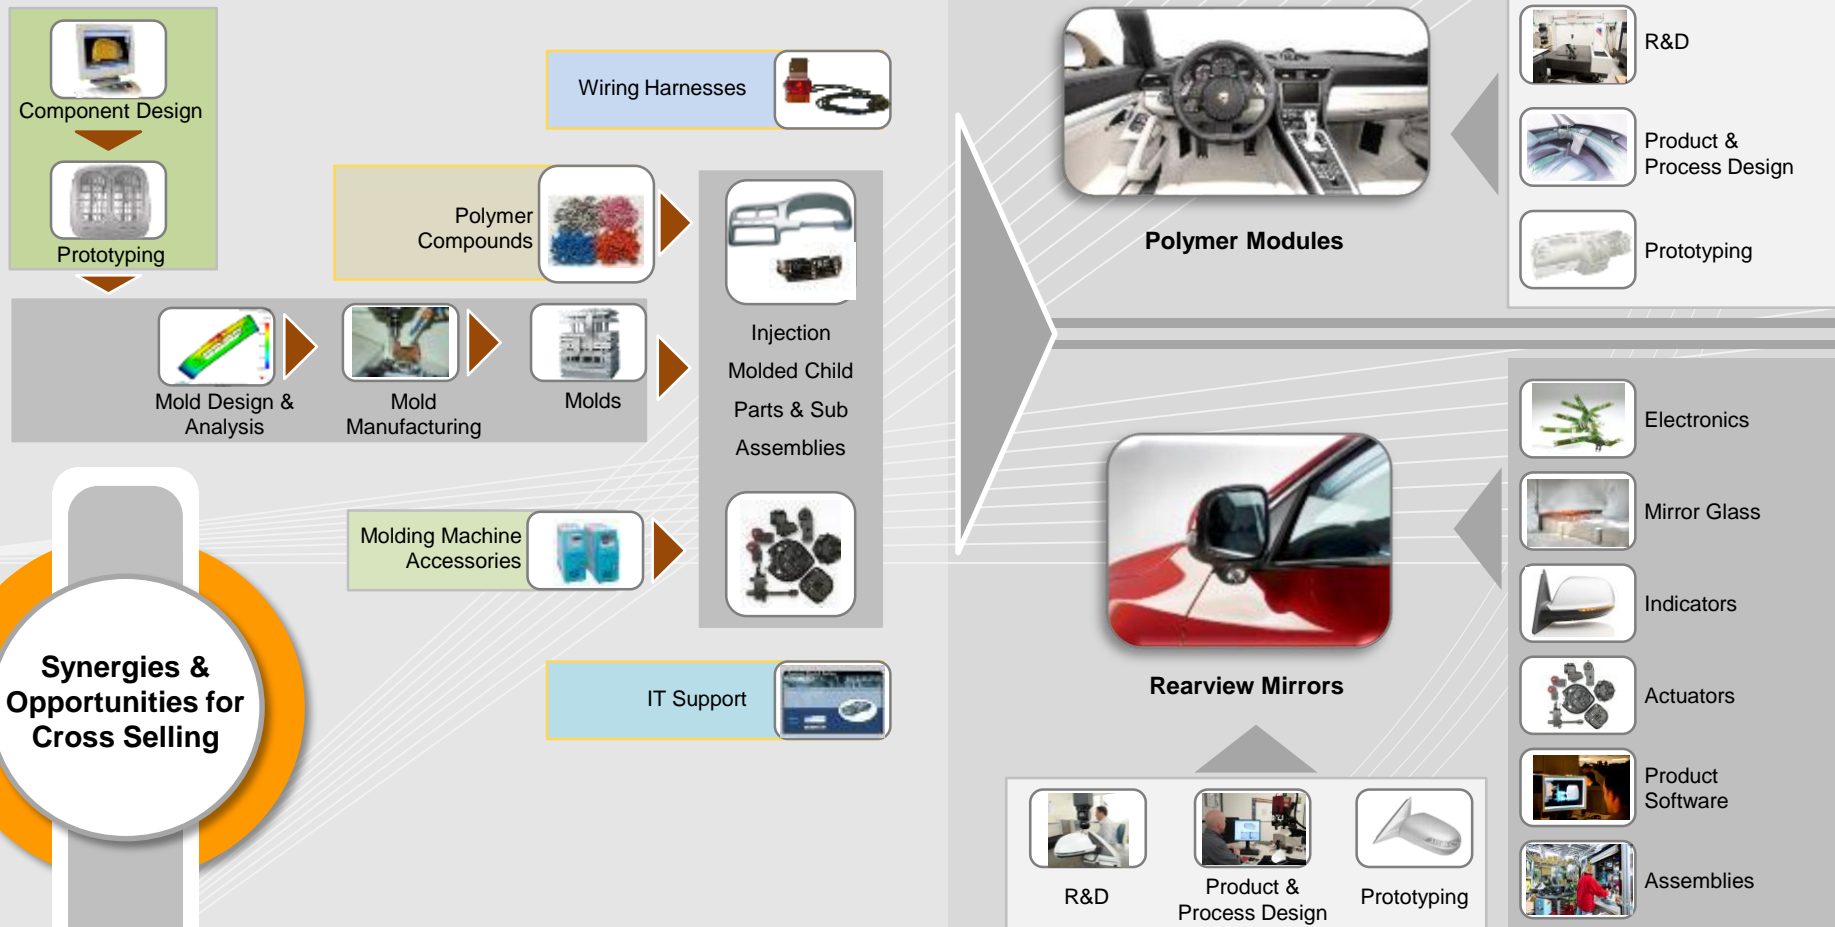 Component Design
Prototyping
Wiring Harnesses
Polymer
Compounds
Mold Design &
Analysis
Mold
Manufacturing
Molds
Injection
Molded Child
Parts & Sub
Assemblies
Molding Machine
Accessories
IT Support
Synergies &
Opportunities for
Cross Selling
Polymer Modules
R&D
Product &
Process Design
Prototyping
Rearview Mirrors
Electronics
Mirror Glass
Indicators
Actuators
Product
Software
Assemblies
R&D
Product &
Process Design
Prototyping